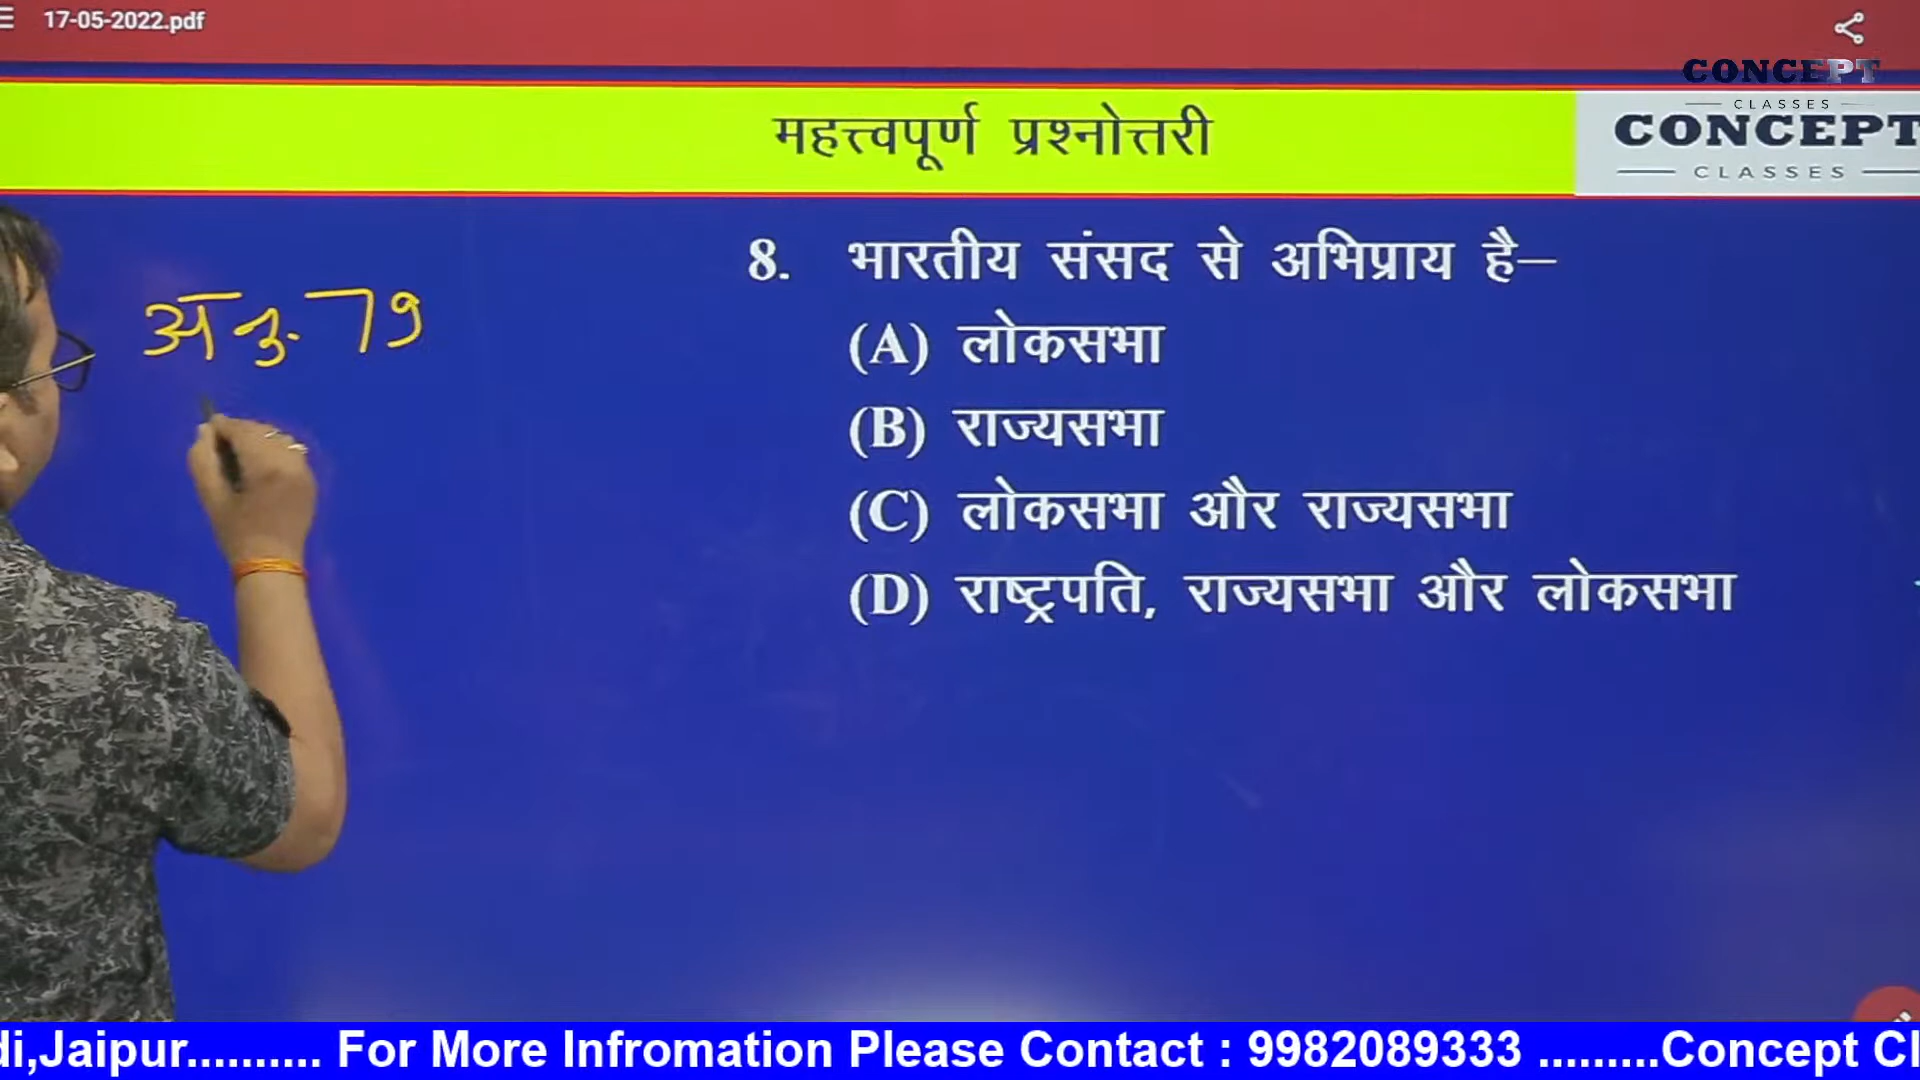 17-05-2022.pdf
CONCEPT
CLASSES
महत्त्वपूर्ण प्रश्नोत्तरी
CONCEPT
CLASSES
अनु. 79
8. भारतीय संसद से अभिप्राय है–
(A) लोकसभा
(B) राज्यसभा
(C) लोकसभा और राज्यसभा
(D) राष्ट्रपति, राज्यसभा और लोकसभा
di,Jaipur.......... For More Infromation Please Contact : 9982089333 .........Concept Cl